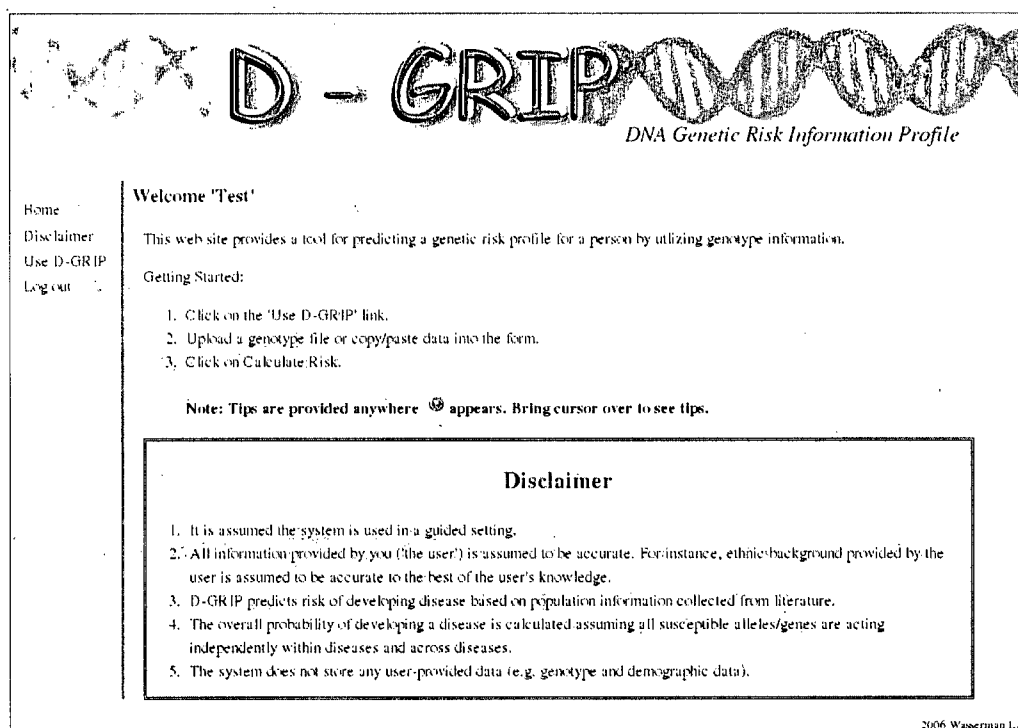 D - GRIP
DNA Genetic Risk Information Profile
Home
Disclaimer
Use D-GRIP
Log out
Welcome 'Test'
This web site provides a tool for predicting a genetic risk profile for a person by utlizing genotype information.
Getting Started:
1. Click on the 'Use D-GRIP' link.
2. Upload a genotype file or copy/paste data into the form.
3. Click on Calculate Risk.
Note: Tips are provided anywhere appears. Bring cursor over to see tips.
Disclaimer
1. It is assumed the system is used in a guided setting.
2. All information provided by you ('the user') is assumed to be accurate. For instance, ethnic background provided by the
user is assumed to be accurate to the best of the user's knowledge.
3. D-GRIP predicts risk of developing disease based on population information collected from literature.
4. The overall probability of developing a disease is calculated assuming all susceptible alleles/genes are acting
independently within diseases and across diseases.
5. The system does not store any user-provided data (e.g. genotype and demographic data).
2006 Wasserman